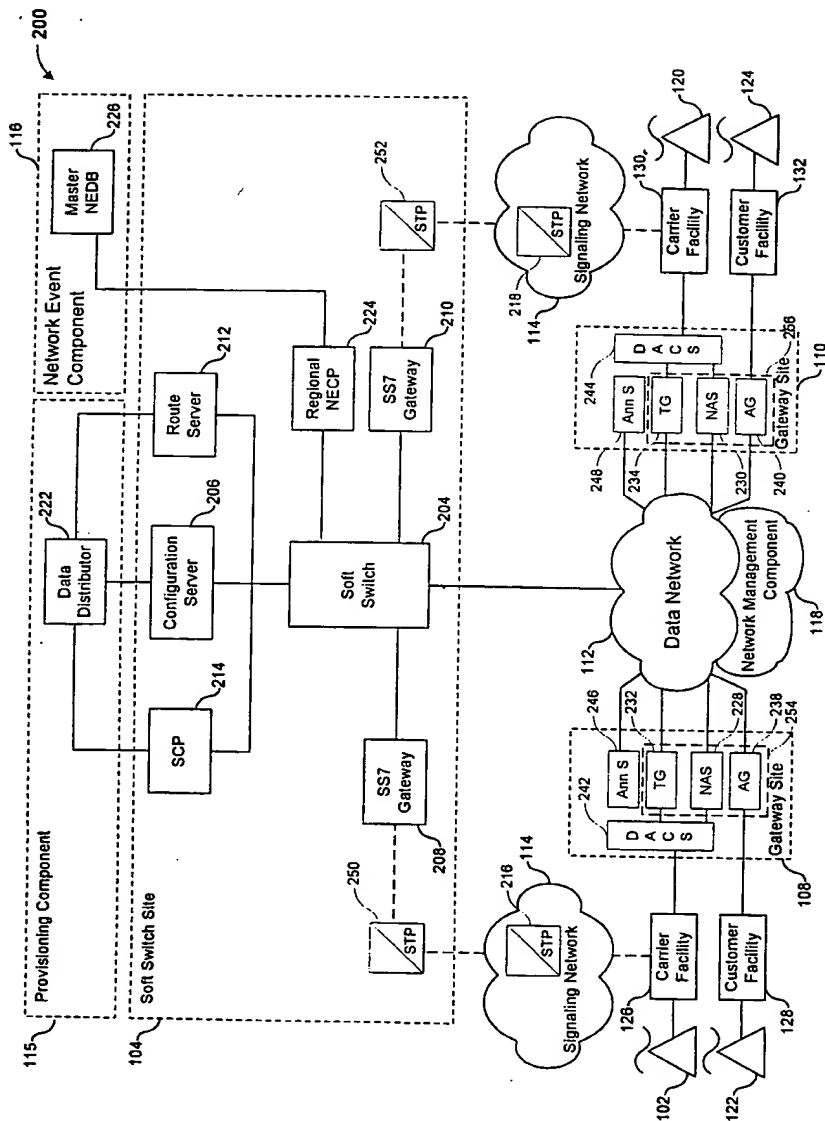 200
115
Provisioning Component
222
Data
Distributor
116
Network Event
Component
Master
NEDB
226
104
Soft Switch Site
214
SCP
206
Configuration
Server
212
Route
Server
224
Regional
NECP
204
Soft
Switch
208
SS7
Gateway
210
SS7
Gateway
250
STP
252
STP
114
216
STP
Signaling Network
114
218
STP
Signaling Network
112
Data Network
Network Management
Component
118
108
Gateway Site
242
D
A
C
S
246
Ann S
232
TG
228
NAS
238
AG
254
110
Gateway Site
244
D
A
C
S
248
Ann S
234
TG
230
NAS
240
AG
256
126
Carrier
Facility
128
Customer
Facility
102
122
130
Carrier
Facility
132
Customer
Facility
120
124